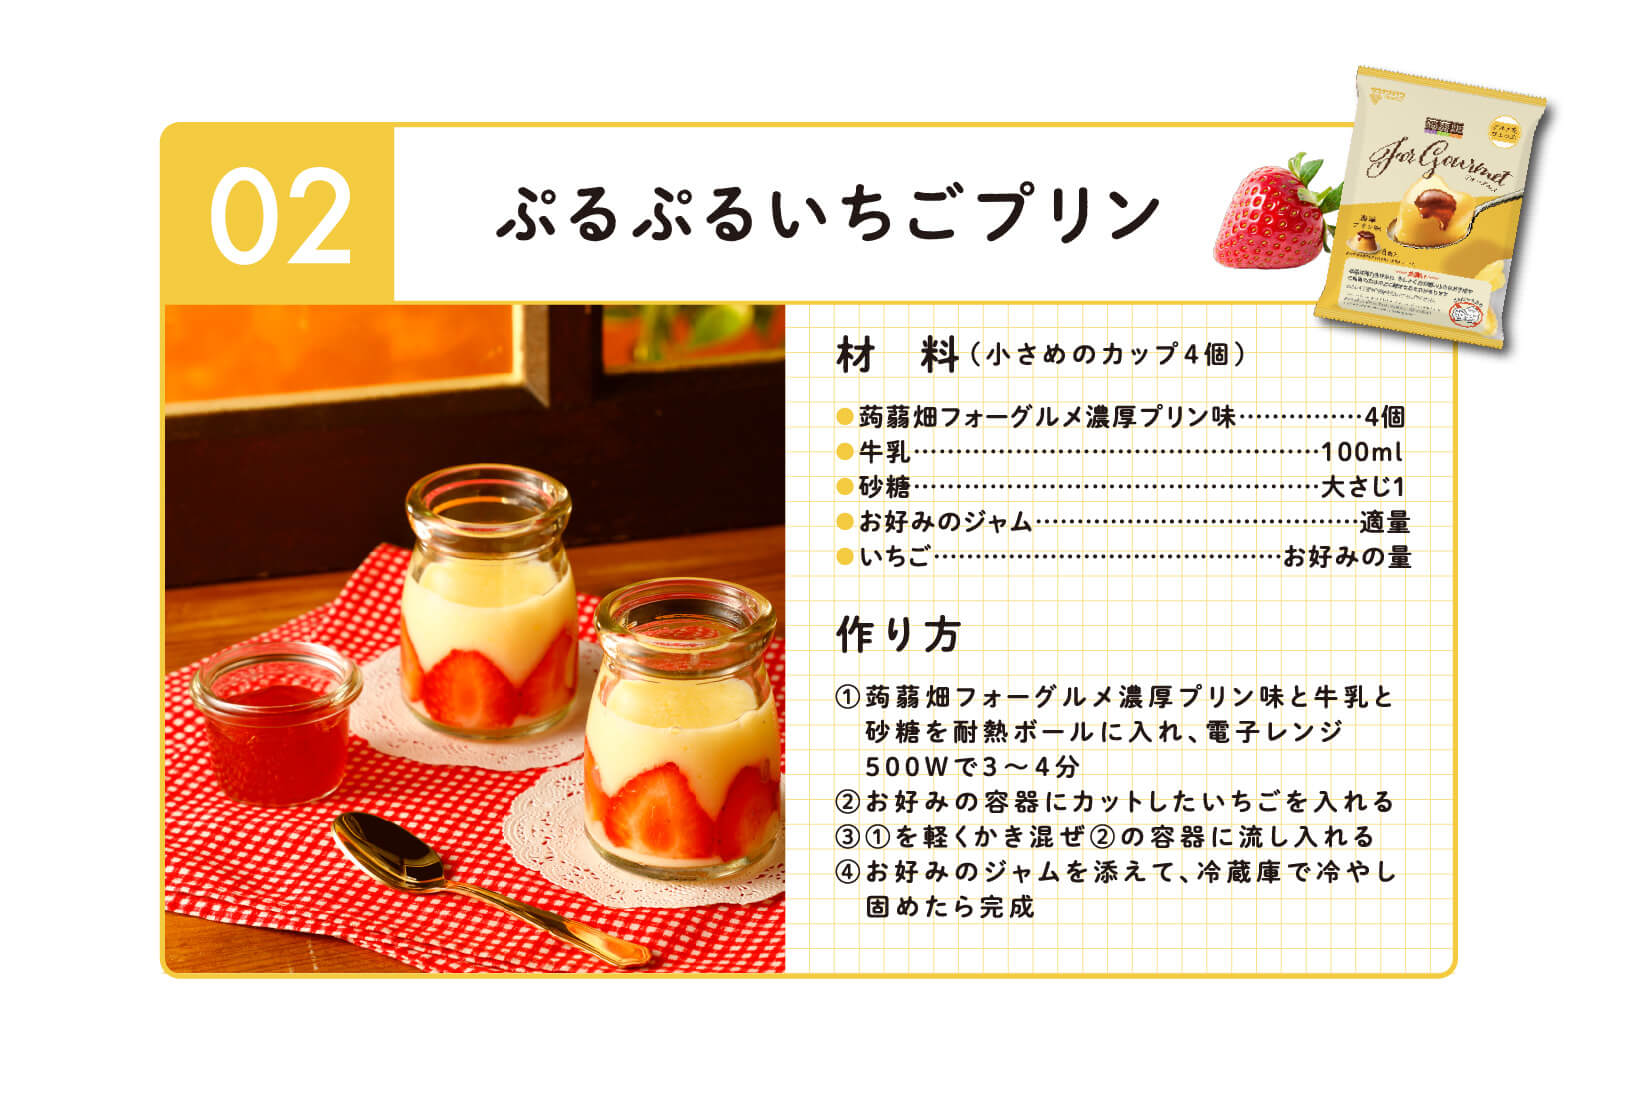 02
ぷるぷるいちごプリン
For Gourmet
材　料（小さめのカップ4個）
●蒟蒻畑フォーグルメ濃厚プリン味……………4個
●牛乳…………………………………………100ml
●砂糖…………………………………………大さじ1
●お好みのジャム…………………………………適量
●いちご……………………………………お好みの量
作り方
①蒟蒻畑フォーグルメ濃厚プリン味と牛乳と
砂糖を耐熱ボールに入れ、電子レンジ
500Wで3〜4分
②お好みの容器にカットしたいちごを入れる
③①を軽くかき混ぜ②の容器に流し入れる
④お好みのジャムを添えて、冷蔵庫で冷やし
固めたら完成